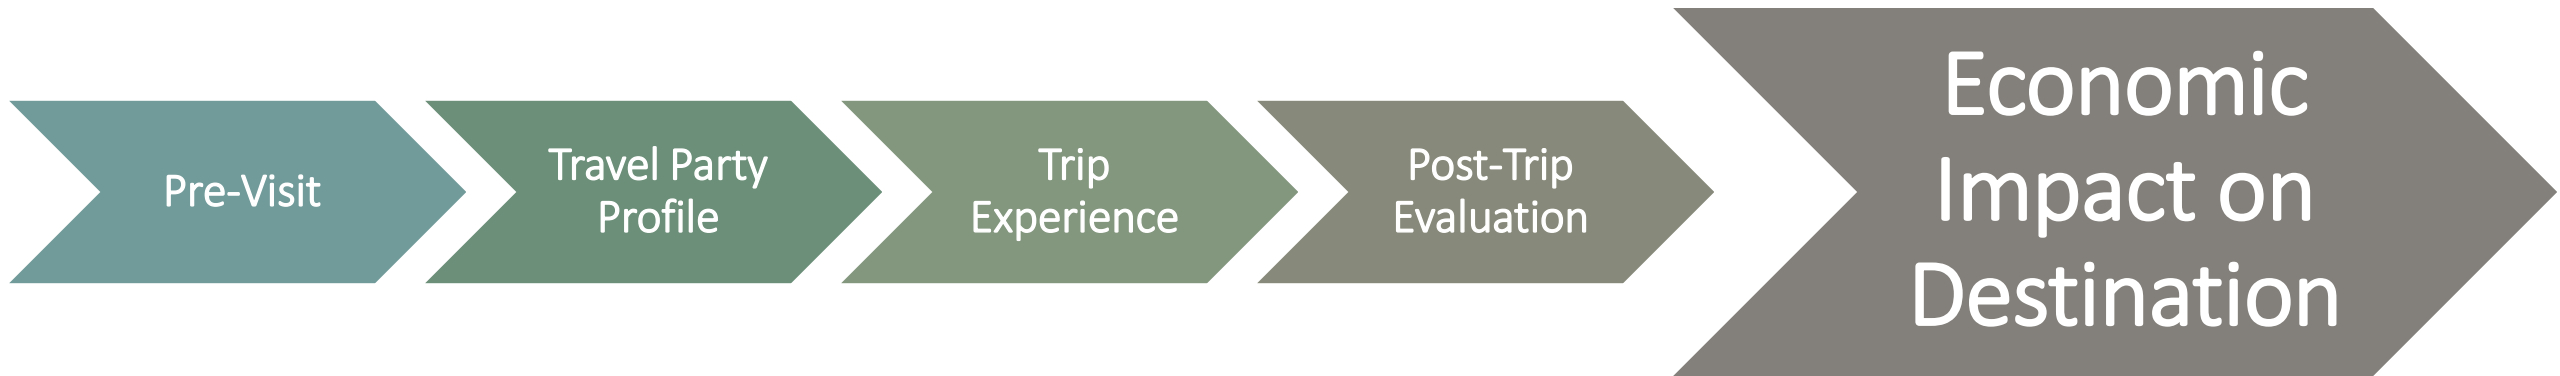 Pre-Visit
Travel Party
Profile
Trip
Experience
Post-Trip
Evaluation
Economic
Impact on
Destination